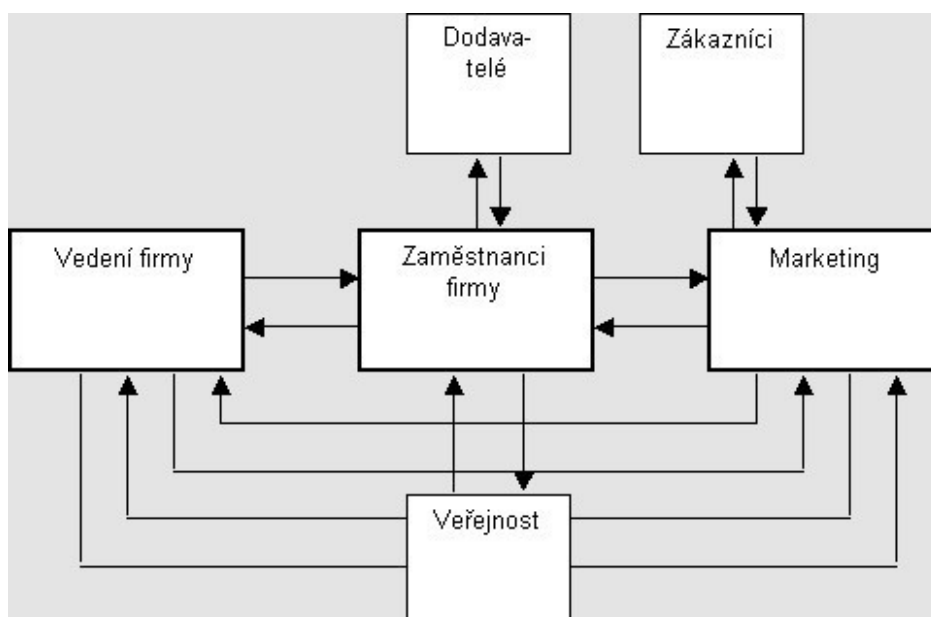 Dodava-
telé
Zákazníci
Vedení firmy
Zaměstnanci
firmy
Marketing
Veřejnost